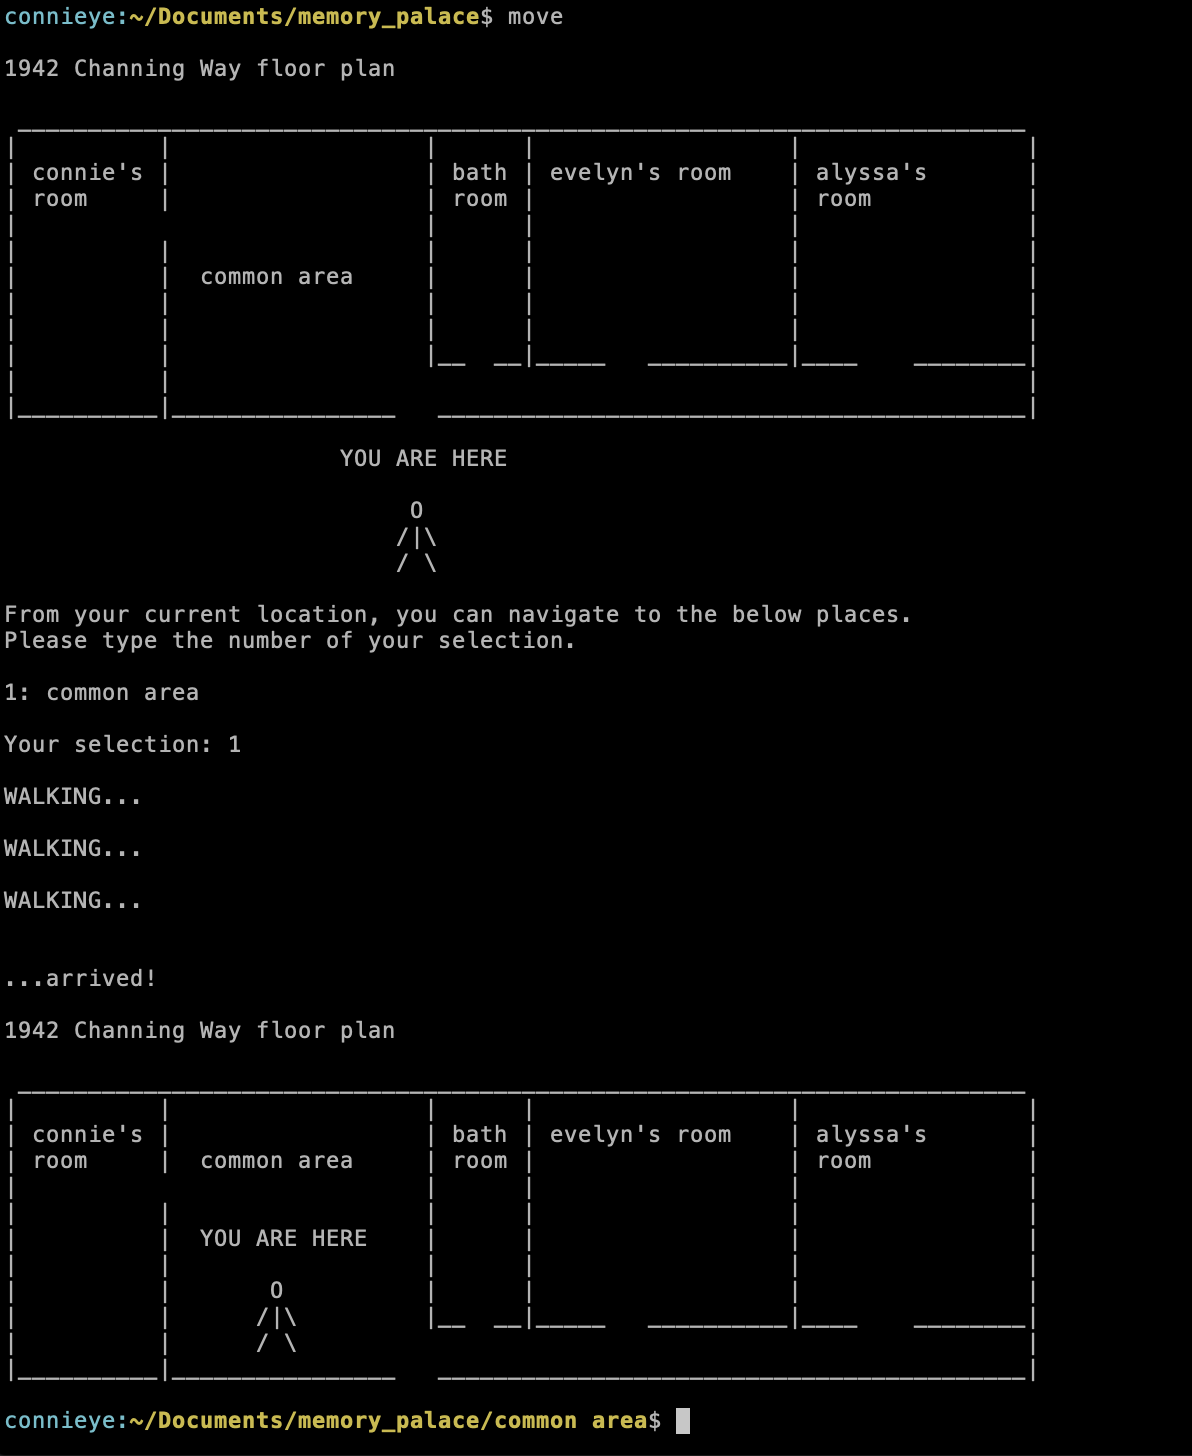 connieye:~/Documents/memory_palace$ move
1942 Channing Way floor plan
connie's bath evelyn's room alyssa's
room room room
common area
YOU ARE HERE
O
/|\
/ \
From your current location, you can navigate to the below places.
Please type the number of your selection.
1: common area
Your selection: 1
WALKING...
WALKING...
WALKING...
...arrived!
1942 Channing Way floor plan
connie's bath evelyn's room alyssa's
room common area room room
YOU ARE HERE
O
/|\
/ \
connieye:~/Documents/memory_palace/common area$